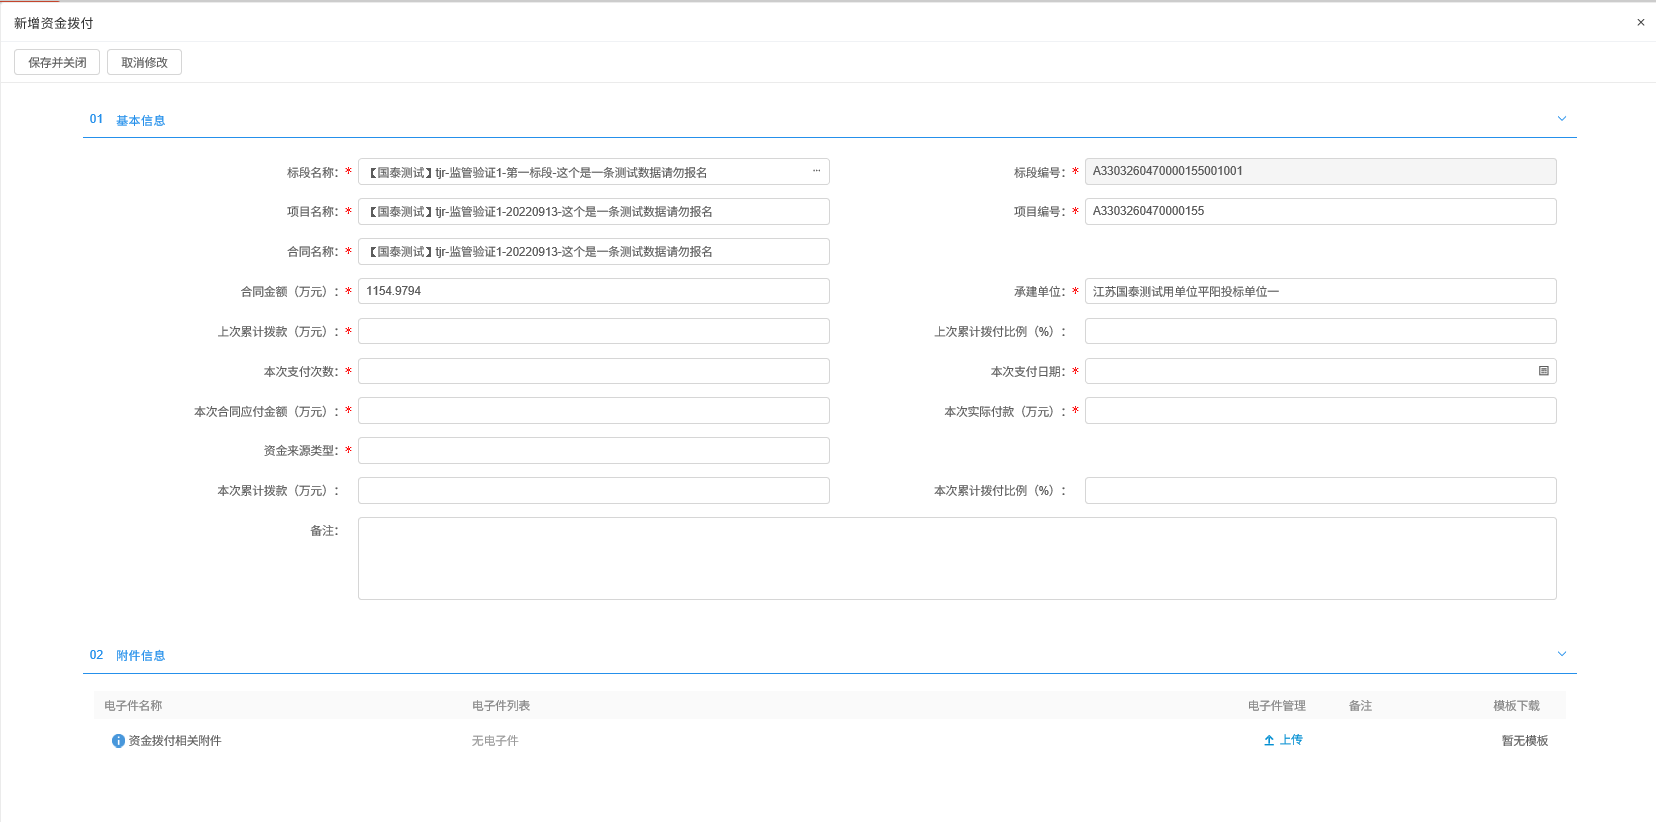 新增资金拨付
×
保存并关闭 取消修改
01 基本信息
标段名称：* 【国泰测试】tjr-监管验证1-第一标段-这个是一条测试数据请勿报名 ... 标段编号：* A3303260470000155001001
项目名称：* 【国泰测试】tjr-监管验证1-20220913-这个是一条测试数据请勿报名 项目编号：* A3303260470000155
合同名称：* 【国泰测试】tjr-监管验证1-20220913-这个是一条测试数据请勿报名
合同金额（万元）：* 1154.9794 承建单位：* 江苏国泰测试用单位平阳投标单位一
上次累计拨款（万元）：* 上次累计拨付比例（%）：
本次支付次数：* 本次支付日期：*
本次合同应付金额（万元）：* 本次实际付款（万元）：*
资金来源类型：*
本次累计拨款（万元）： 本次累计拨付比例（%）：
备注：
02 附件信息
电子件名称 电子件列表 电子件管理 备注 模板下载
资金拨付相关附件 无电子件 上传 暂无模板